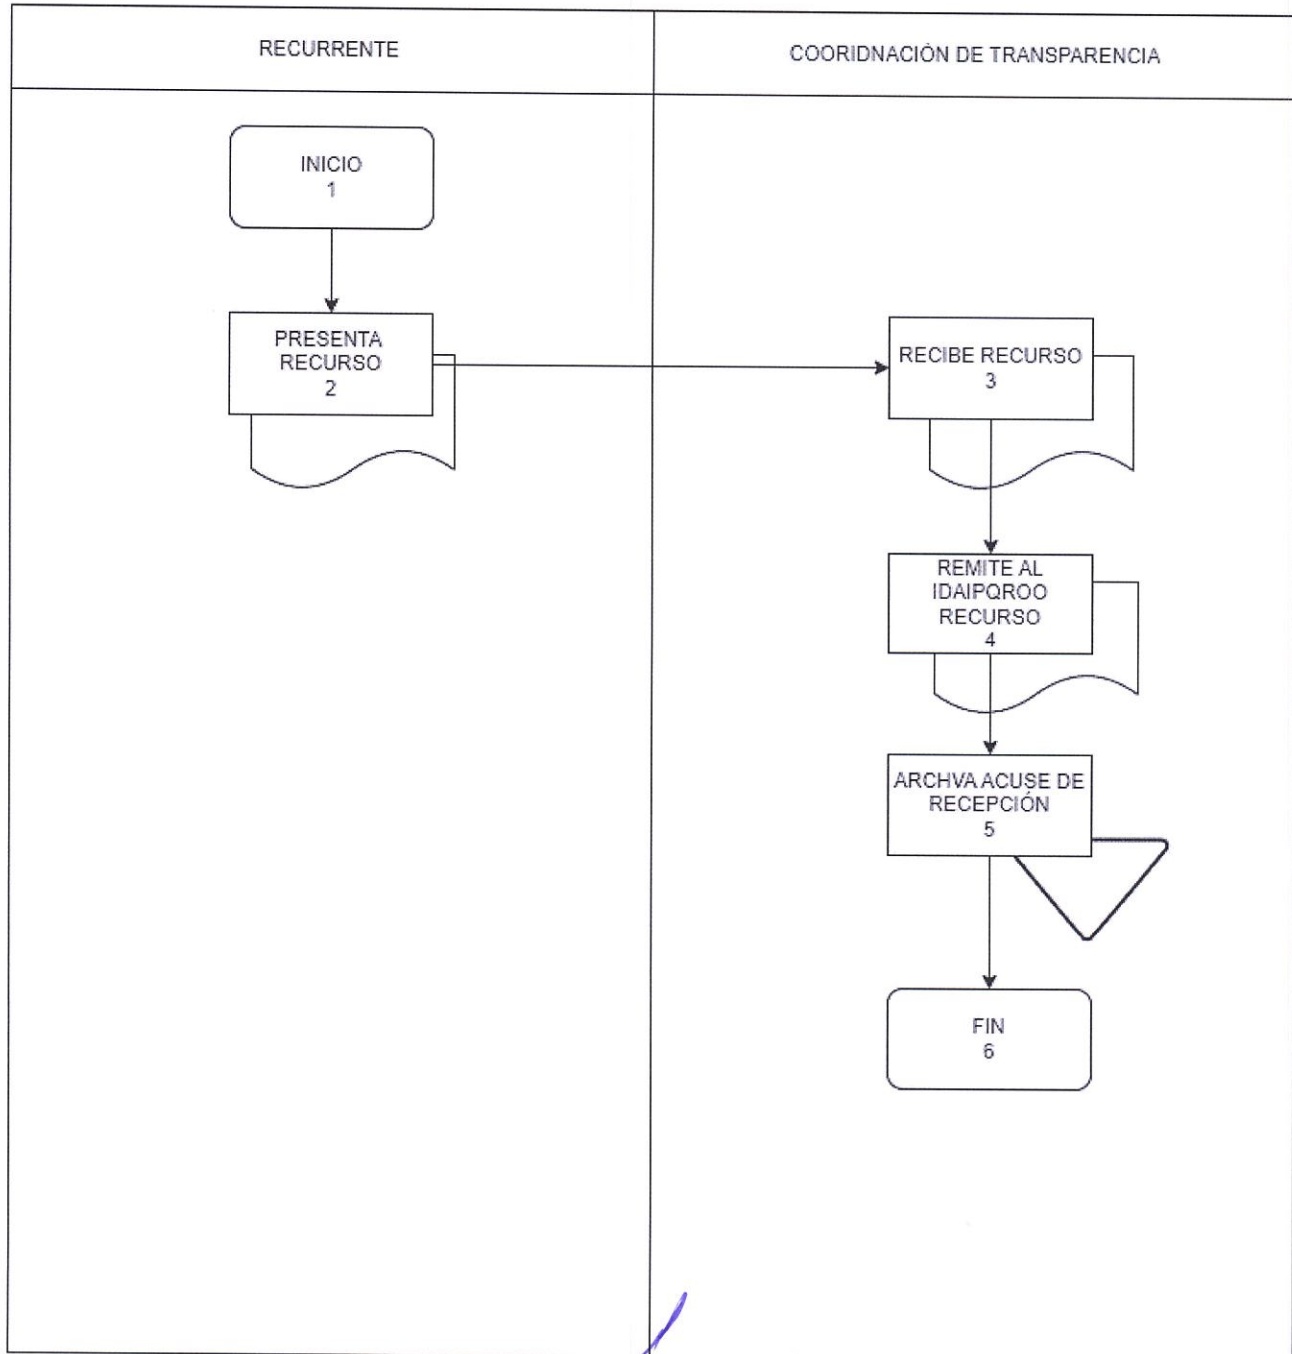 RECURRENTE
COORIDNACIÓN DE TRANSPARENCIA
INICIO
1
PRESENTA
RECURSO
2
RECIBE RECURSO
3
REMITE AL
IDAIPQROO
RECURSO
4
ARCHVA ACUSE DE
RECEPCIÓN
5
FIN
6